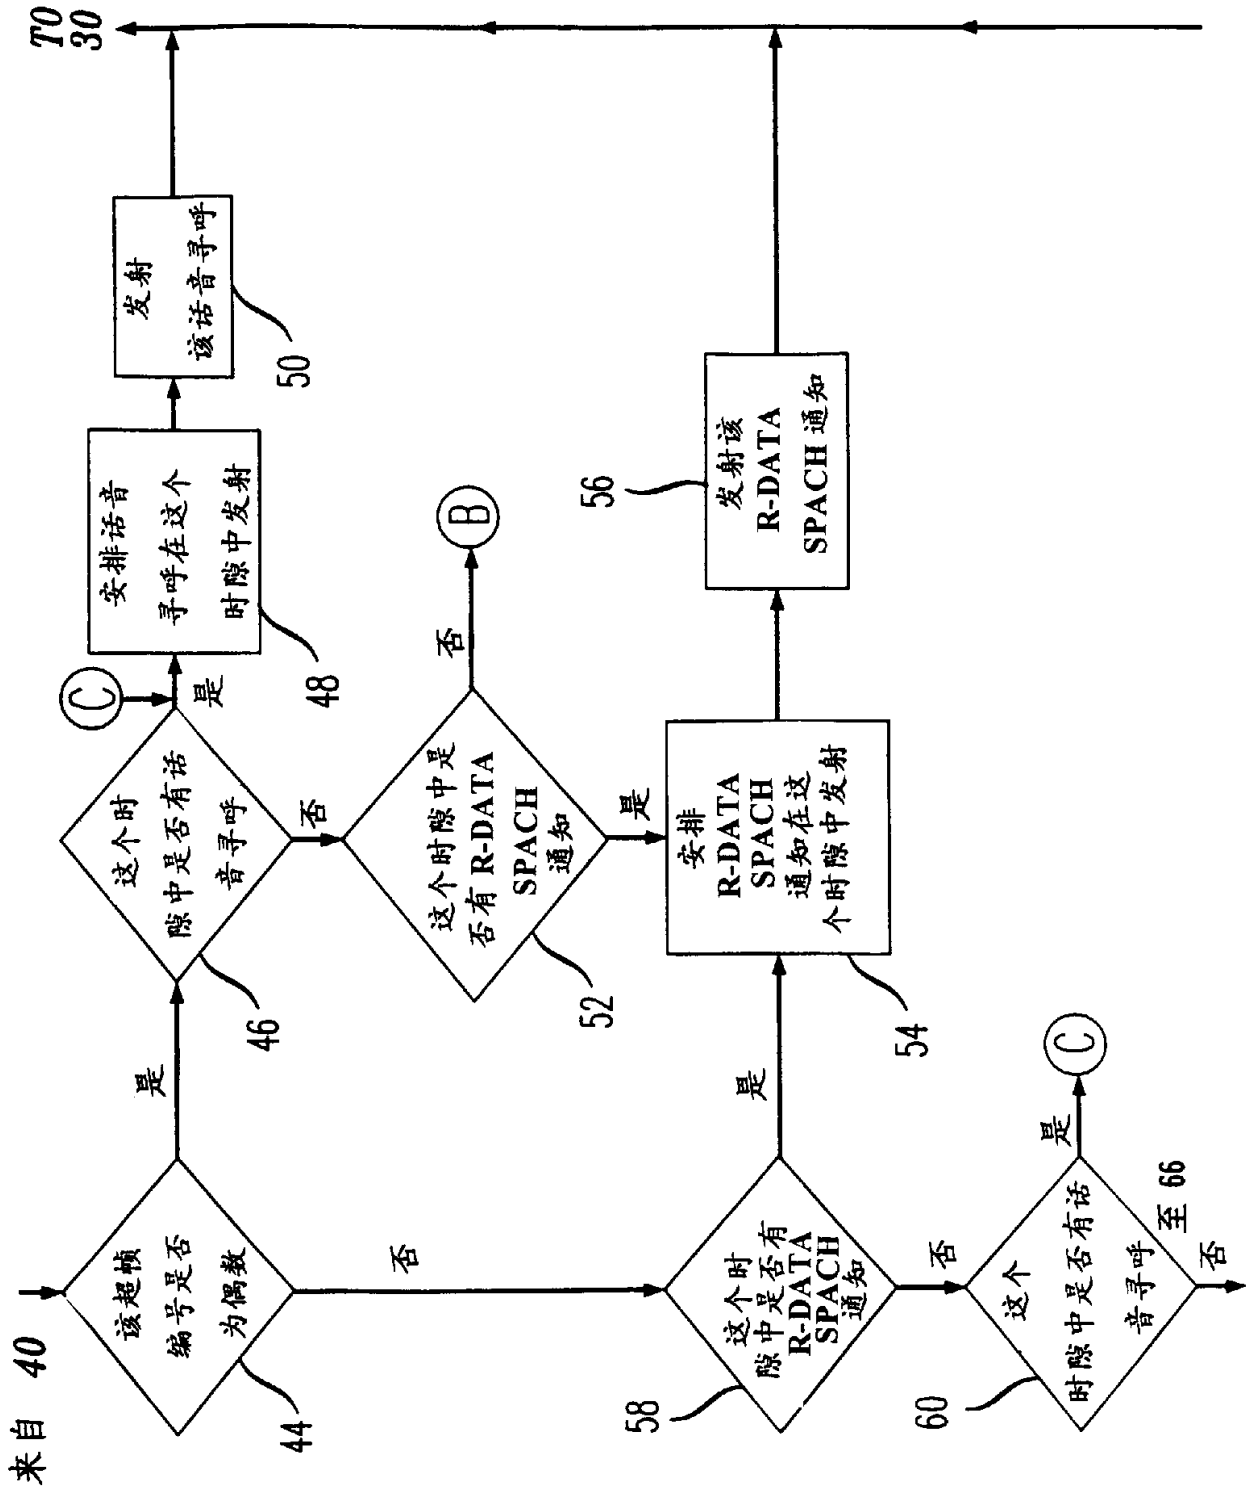 来自 40
该超帧
编号是否
为偶数
44
是
否
这个时
隙中是否有话
音寻呼
46
是
否
C
安排话音
寻呼在这个
时隙中发射
48
发射
该话音寻呼
50
TO
30
这个时隙中是
否有 R-DATA
SPACH
通知
52
否
B
是
这个时
隙中是否有
R-DATA
SPACH
通知
58
是
否
安排
R-DATA
SPACH
通知在这
个时隙中发射
54
发射该
R-DATA
SPACH 通知
56
这个
时隙中是否有话
音寻呼
60
是
C
否
至 66